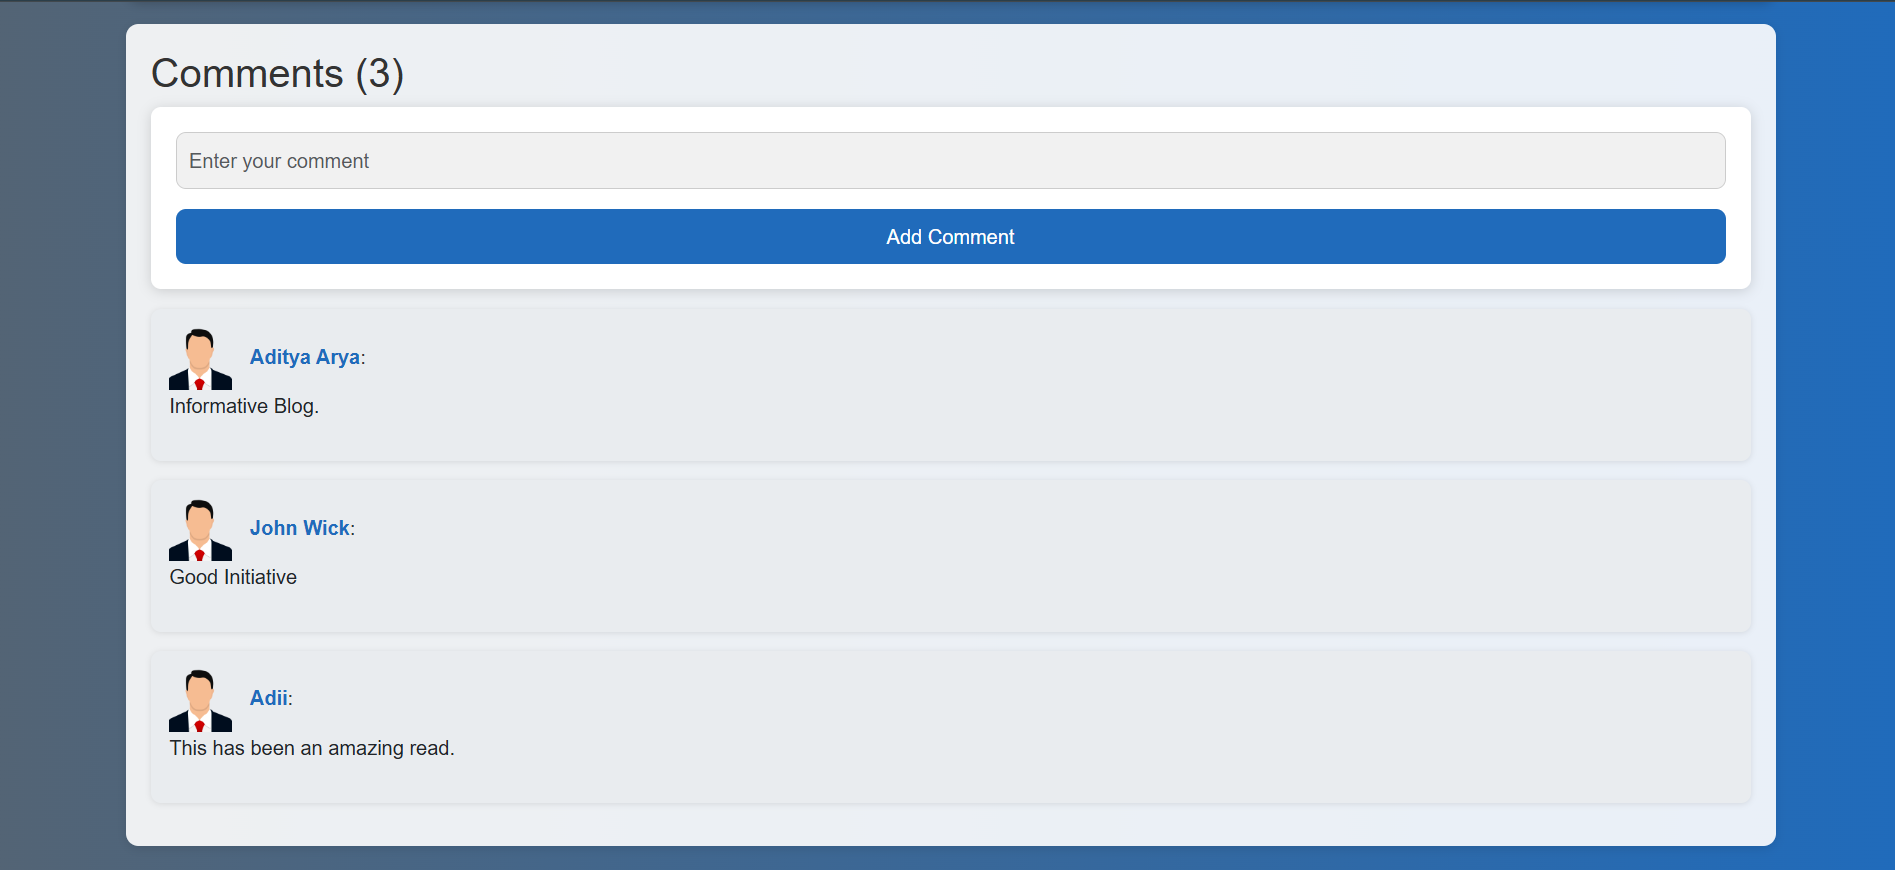 Comments (3)
Enter your comment
Add Comment
Aditya Arya:
Informative Blog.
John Wick:
Good Initiative
Adii:
This has been an amazing read.